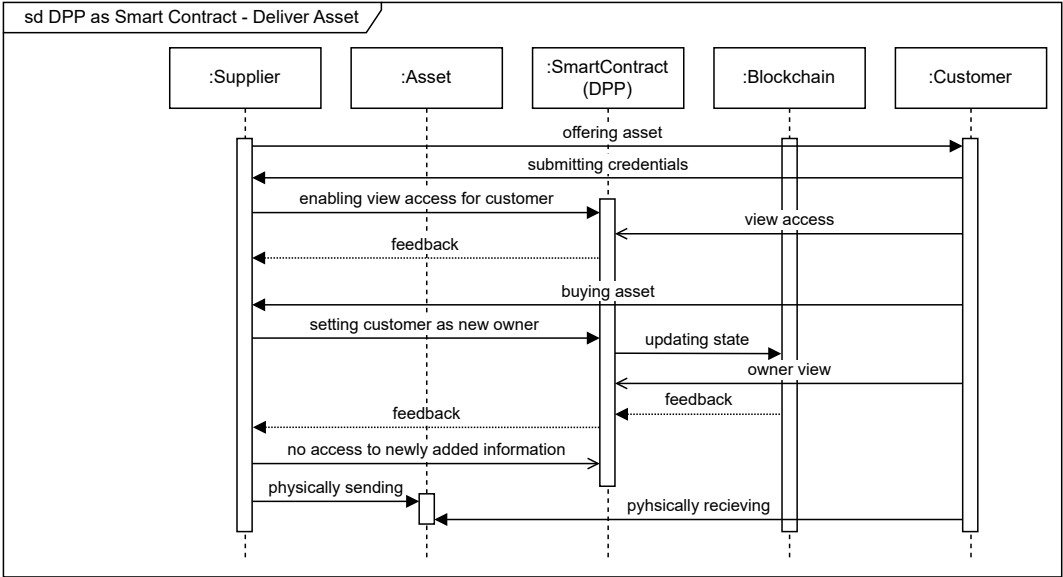 sd DPP as Smart Contract - Deliver Asset
:Supplier
:Asset
:SmartContract
(DPP)
:Blockchain
:Customer
offering asset
submitting credentials
enabling view access for customer
view access
feedback
buying asset
setting customer as new owner
updating state
owner view
feedback
feedback
no access to newly added information
physically sending
pyhsically recieving